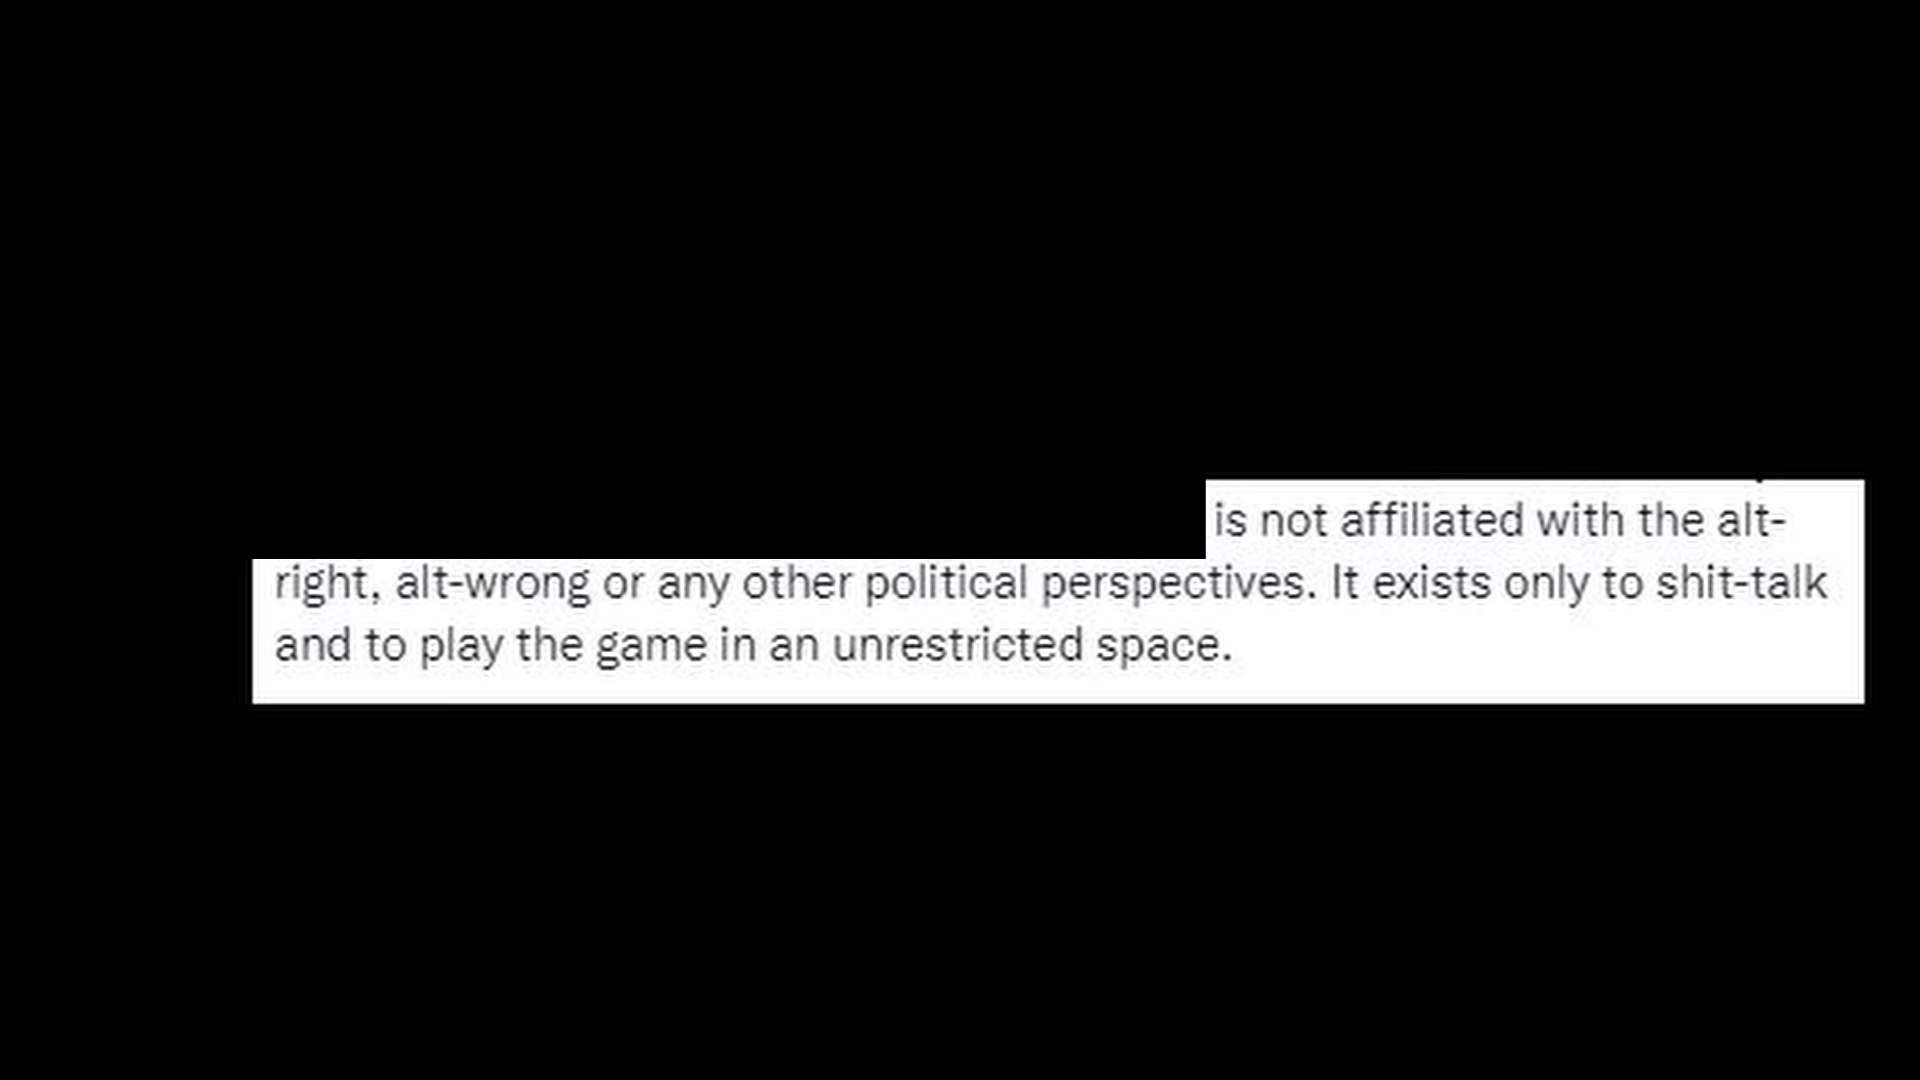 is not affiliated with the alt-
right, alt-wrong or any other political perspectives. It exists only to shit-talk
and to play the game in an unrestricted space.